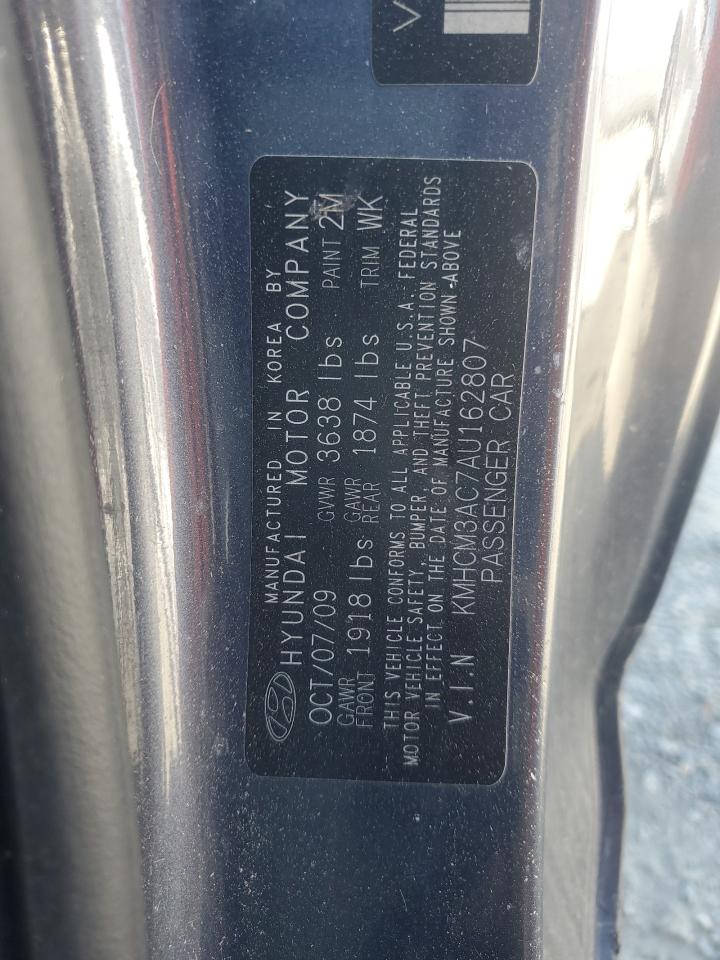 V
MANUFACTURED IN KOREA BY
HYUNDAI MOTOR COMPANY
OCT/07/09 GVWR 3638 lbs PAINT 2M
GAWR FRONT 1918 lbs GAWR REAR 1874 lbs TRIM WK
THIS VEHICLE CONFORMS TO ALL APPLICABLE U.S.A. FEDERAL
MOTOR VEHICLE SAFETY, BUMPER, AND THEFT PREVENTION STANDARDS
IN EFFECT ON THE DATE OF MANUFACTURE SHOWN ABOVE
V.I.N KMHCM3AC7AU162807
PASSENGER CAR